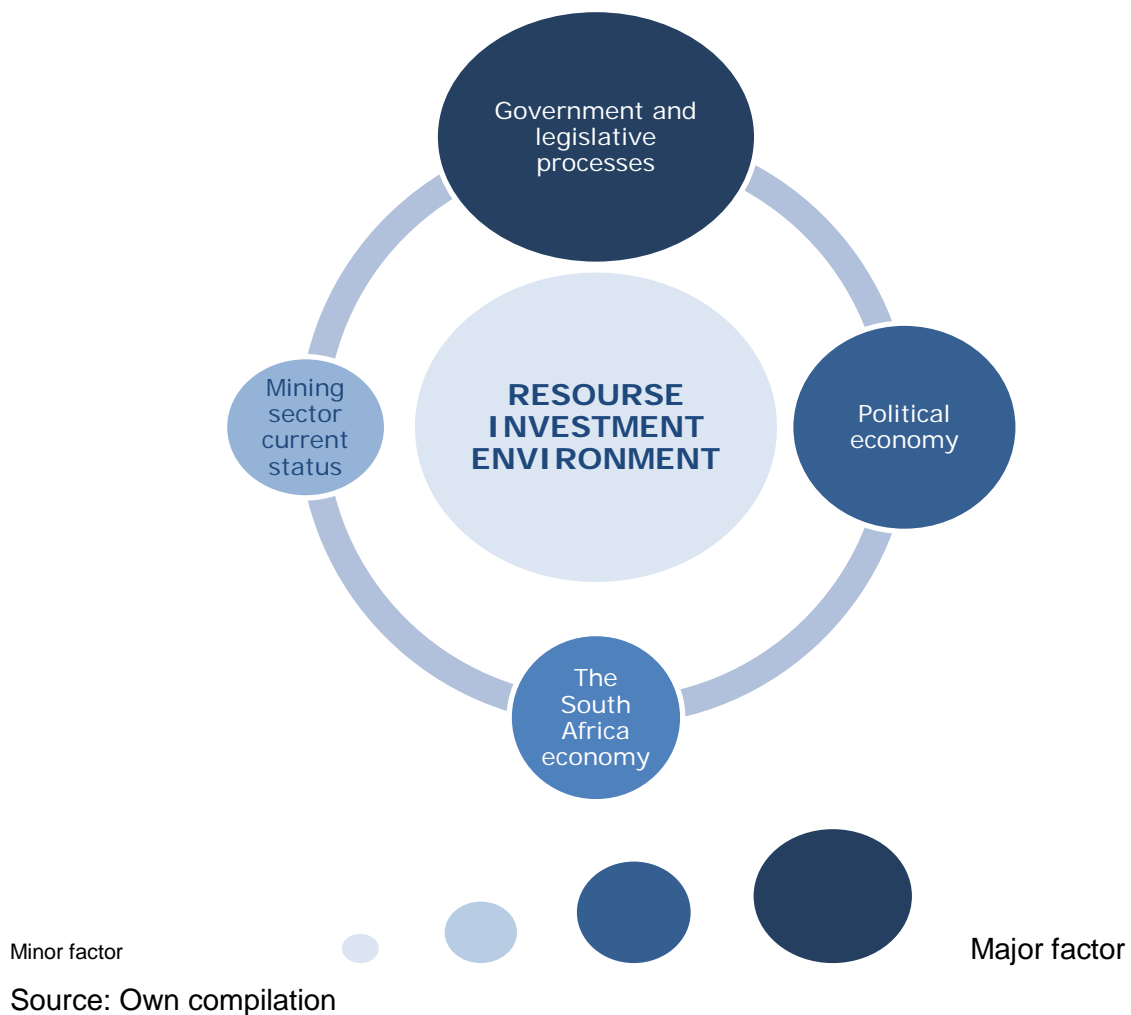 Government and
legislative
processes
Mining
sector
current
status
RESOURSE
INVESTMENT
ENVIRONMENT
Political
economy
The
South
Africa
economy
Minor factor
Major factor
Source: Own compilation